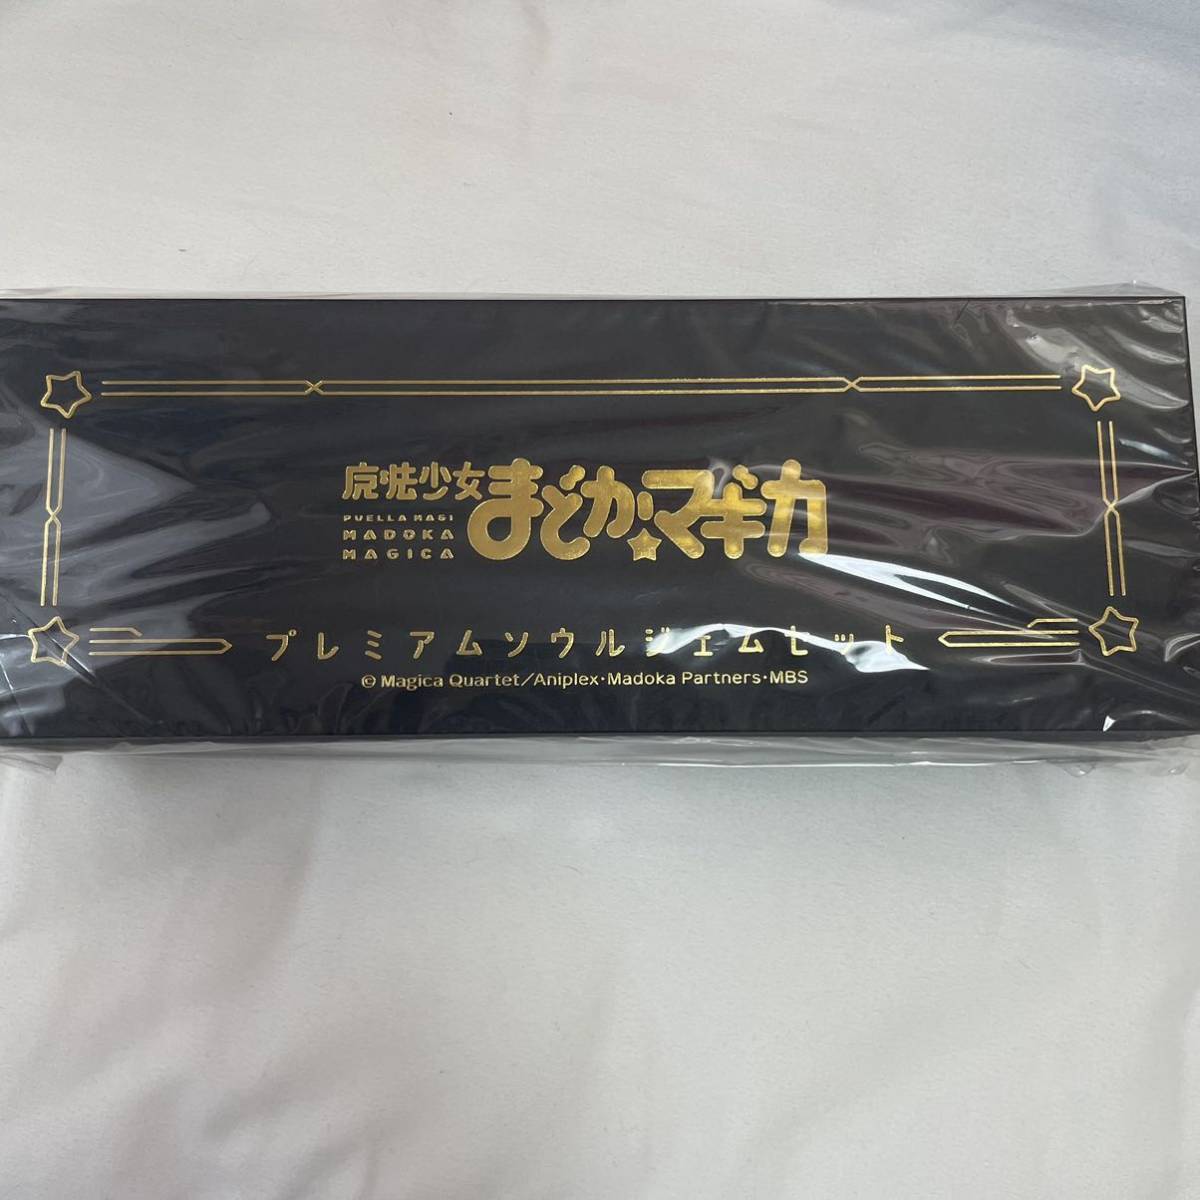 魔法少女まどか☆マギカ
PUELLA MAGI
MADOKA
MAGICA
プレミアムソウルジェムセット
© Magica Quartet/Aniplex・Madoka Partners・MBS